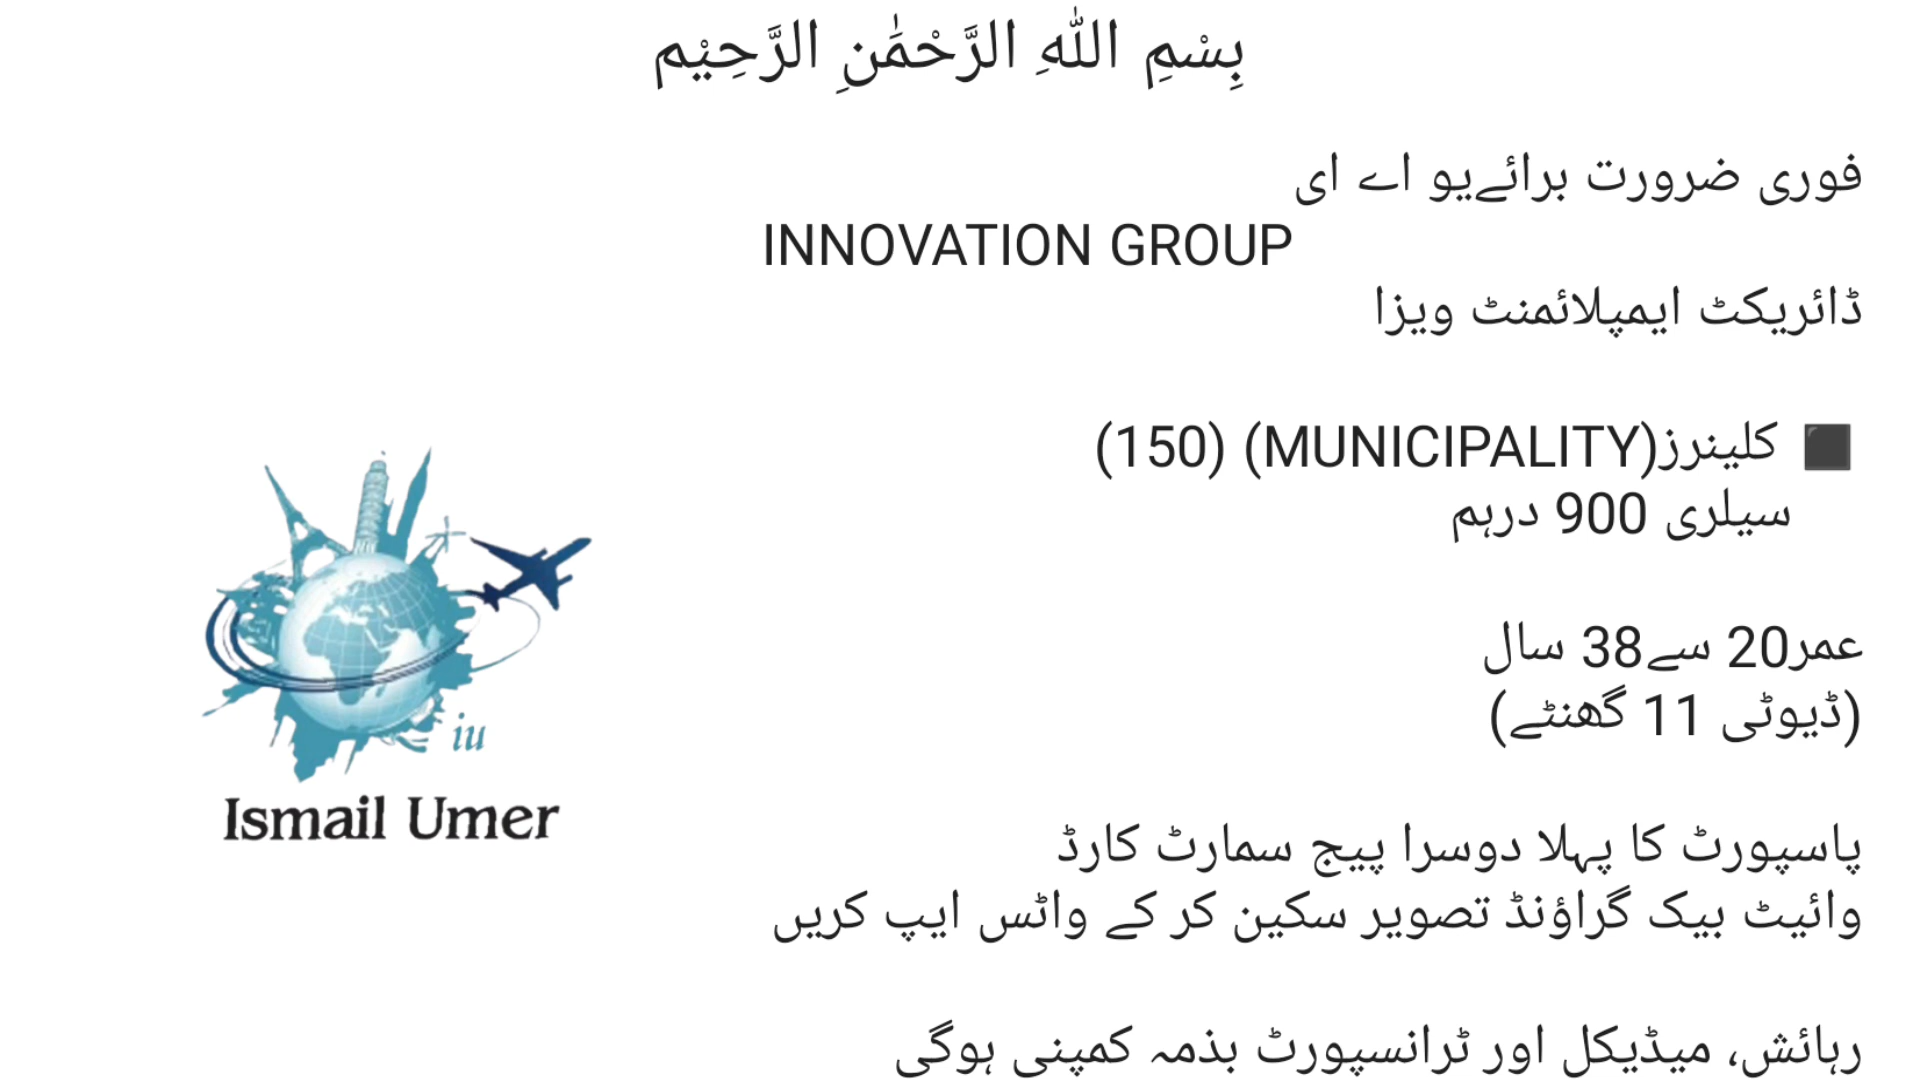 بِسْمِ اللّٰهِ الرَّحْمٰنِ الرَّحِيْم
فوری ضرورت برائےیو اے ای
INNOVATION GROUP
ڈائریکٹ ایمپلائمنٹ ویزا
◼ کلینرز(MUNICIPALITY) (150)
سیلری 900 درہم
عمر20 سے38 سال
(ڈیوٹی 11 گھنٹے)
پاسپورٹ کا پہلا دوسرا پیج سمارٹ کارڈ
وائیٹ بیک گراؤنڈ تصویر سکین کر کے واٹس ایپ کریں
رہائش، میڈیکل اور ٹرانسپورٹ بذمہ کمپنی ہوگی
iu
Ismail Umer